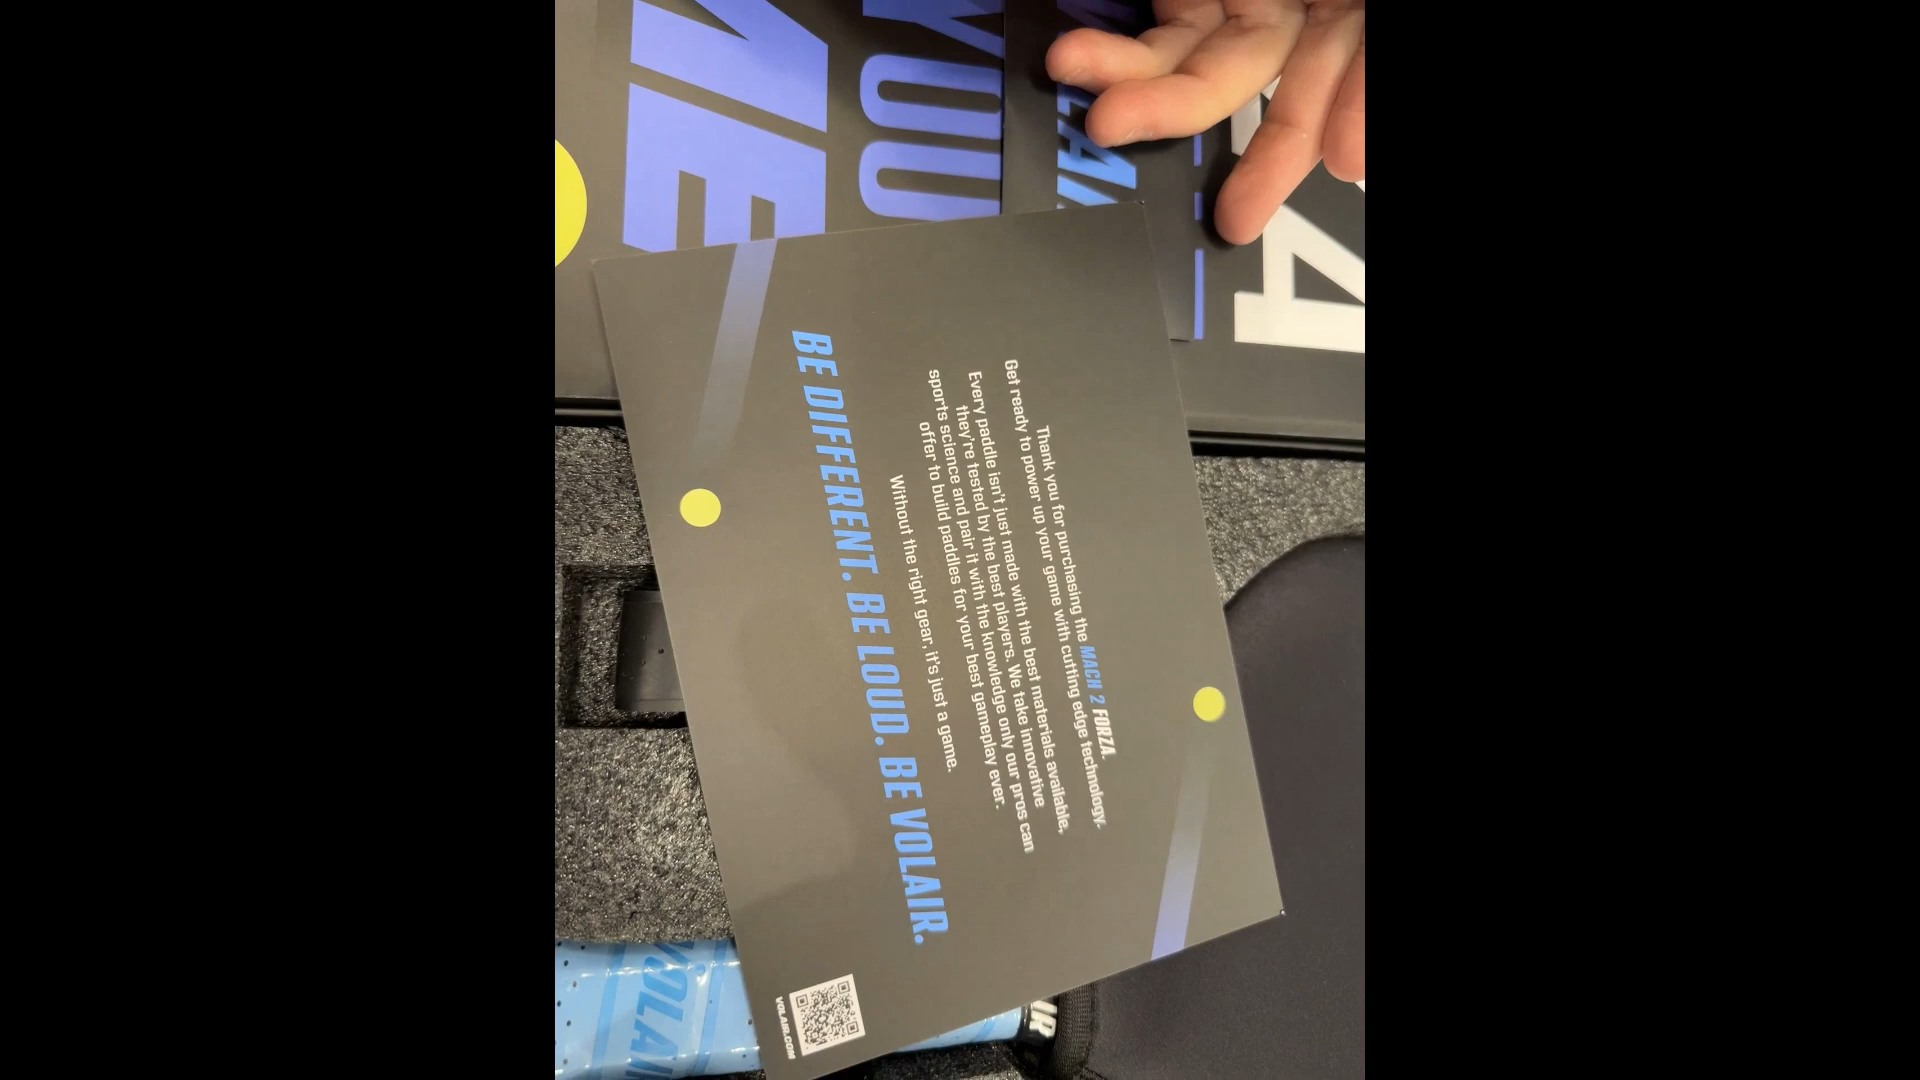 Thank you for purchasing the MACH 2 FORZA.
Get ready to power up your game with cutting edge technology.
Every paddle isn't just made with the best materials available,
they're tested by the best players. We take innovative
sports science and pair it with the knowledge only our pros can
offer to build paddles for your best gameplay ever.
Without the right gear, it's just a game.
BE DIFFERENT. BE LOUD. BE VOLAIR.
VOLAIR.COM
VOLAIR